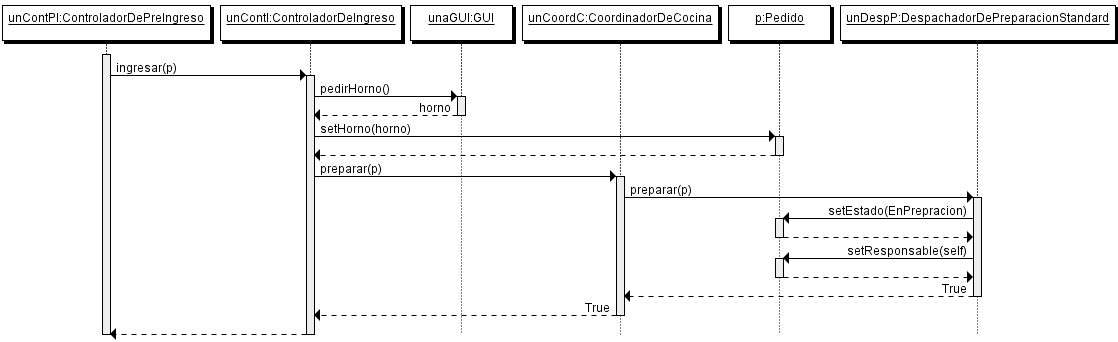 unContPI:ControladorDePreIngreso
unContI:ControladorDeIngreso
unaGUI:GUI
unCoordC:CoordinadorDeCocina
p:Pedido
unDespP:DespachadorDePreparacionStandard
ingresar(p)
pedirHorno()
horno
setHorno(horno)
preparar(p)
preparar(p)
setEstado(EnPrepracion)
setResponsable(self)
True
True